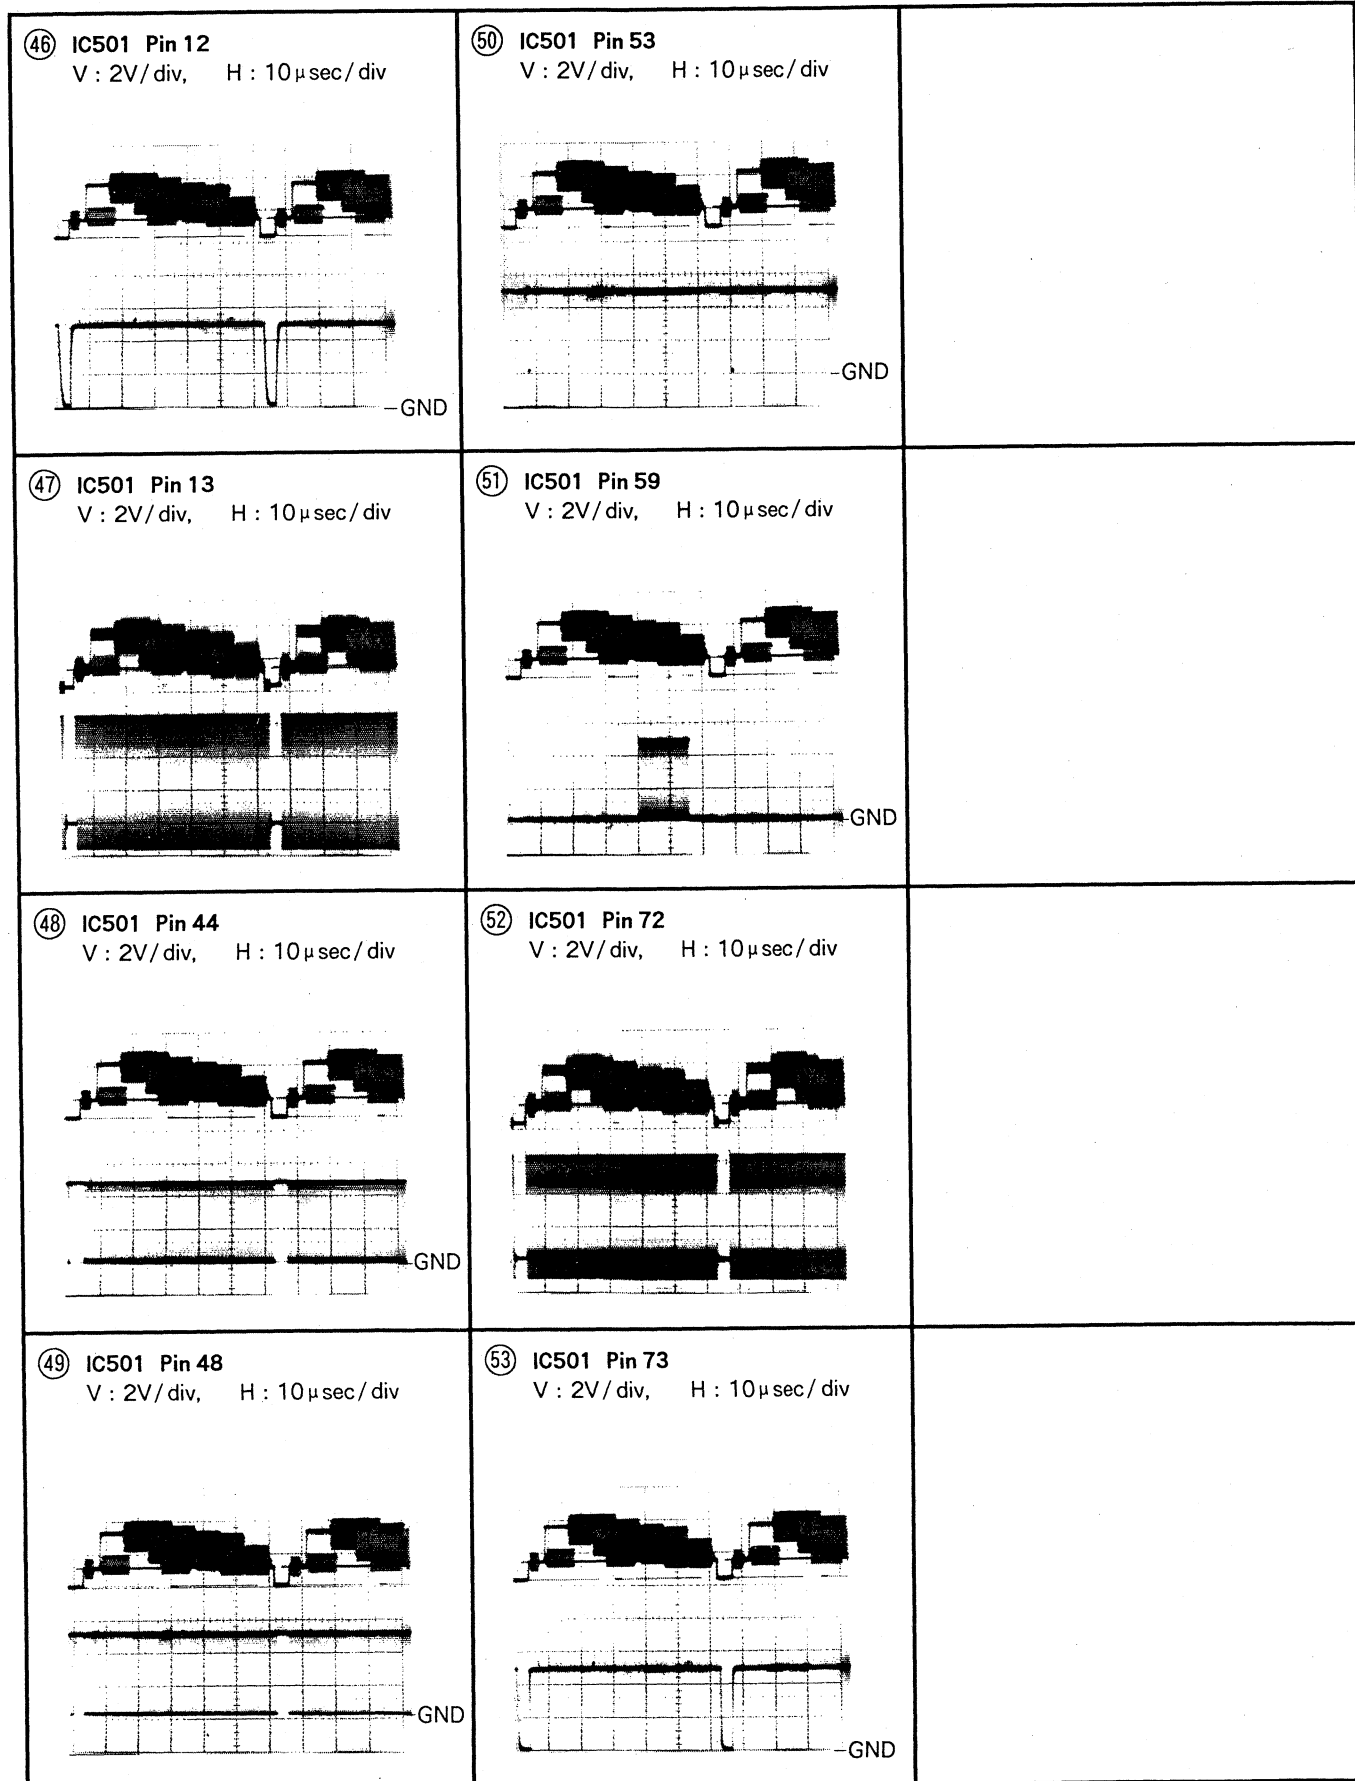 46 IC501 Pin 12
V : 2V/div, H : 10μsec/div
GND
50 IC501 Pin 53
V : 2V/div, H : 10μsec/div
GND
47 IC501 Pin 13
V : 2V/div, H : 10μsec/div
51 IC501 Pin 59
V : 2V/div, H : 10μsec/div
GND
48 IC501 Pin 44
V : 2V/div, H : 10μsec/div
GND
52 IC501 Pin 72
V : 2V/div, H : 10μsec/div
49 IC501 Pin 48
V : 2V/div, H : 10μsec/div
GND
53 IC501 Pin 73
V : 2V/div, H : 10μsec/div
GND